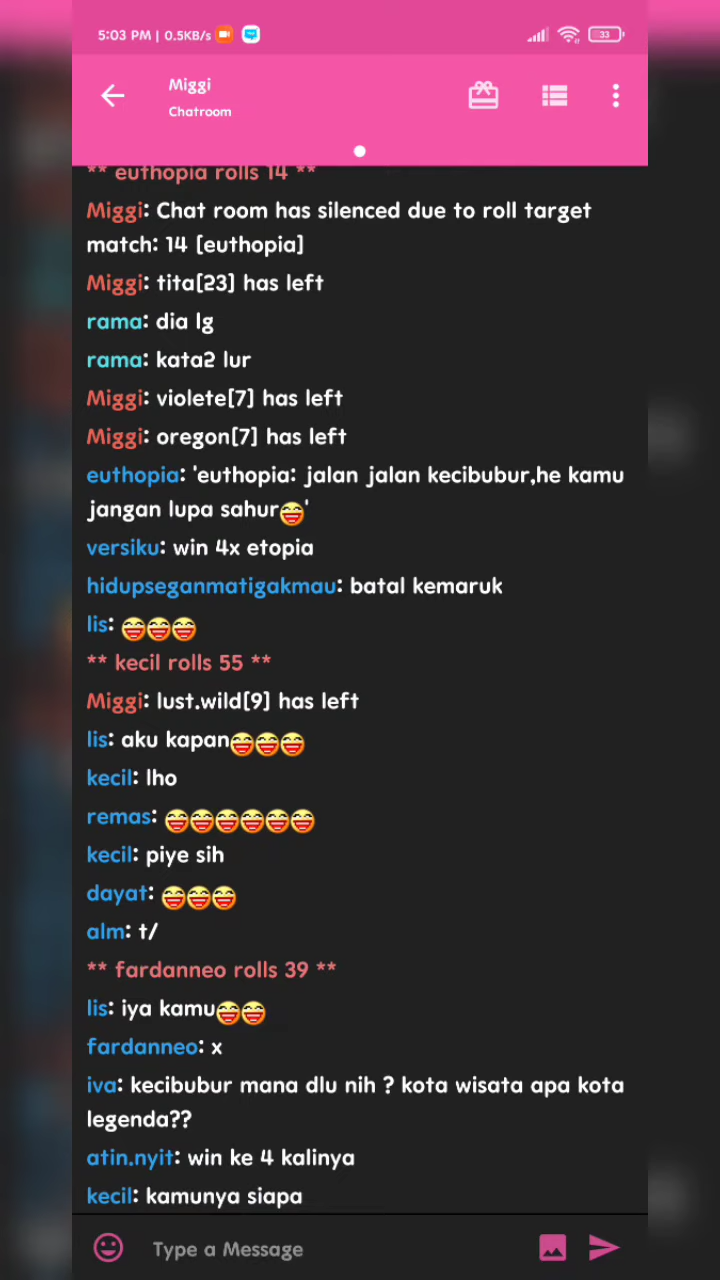 5:03 PM | 0.5KB/s
33
Miggi
Chatroom
** euthopia rolls 14 **
Miggi: Chat room has silenced due to roll target
match: 14 [euthopia]
Miggi: tita[23] has left
rama: dia lg
rama: kata2 lur
Miggi: violete[7] has left
Miggi: oregon[7] has left
euthopia: 'euthopia: jalan jalan kecibubur,he kamu
jangan lupa sahur😁'
versiku: win 4x etopia
hidupseganmatigakmau: batal kemaruk
lis: 😁😁😁
** kecil rolls 55 **
Miggi: lust.wild[9] has left
lis: aku kapan😁😁😁
kecil: lho
remas: 😁😁😁😁😁😁
kecil: piye sih
dayat: 😁😁😁
alm: t/
** fardanneo rolls 39 **
lis: iya kamu😁😁
fardanneo: x
iva: kecibubur mana dlu nih ? kota wisata apa kota
legenda??
atin.nyit: win ke 4 kalinya
kecil: kamunya siapa
Type a Message